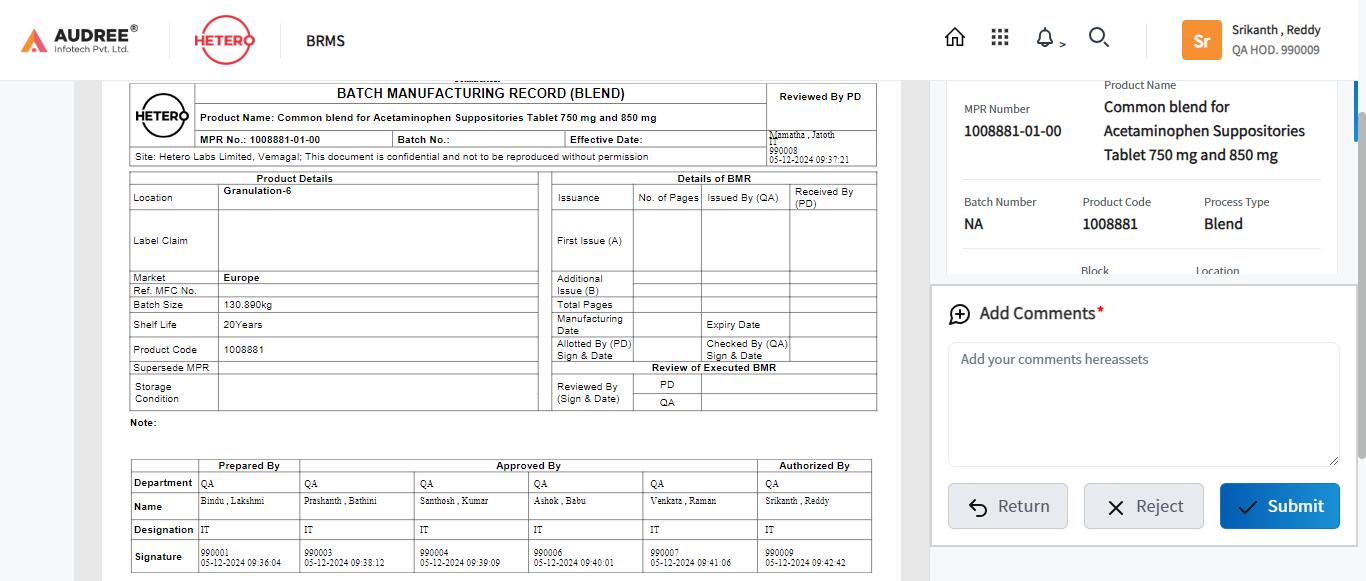 AUDREE®
Infotech Pvt. Ltd.
HETERO
BRMS
>
Sr
Srikanth , Reddy
QA HOD. 990009
HETERO
BATCH MANUFACTURING RECORD (BLEND)
Reviewed By PD
Product Name: Common blend for Acetaminophen Suppositories Tablet 750 mg and 850 mg
MPR No.: 1008881-01-00
Batch No.:
Effective Date:
Mamatha , Jatoth
IT
990008
05-12-2024 09:37:21
Site: Hetero Labs Limited, Vemagal; This document is confidential and not to be reproduced without permission
Product Details
Location
Granulation-6
Label Claim
Market
Europe
Ref. MFC No.
Batch Size
130.890kg
Shelf Life
20Years
Product Code
1008881
Supersede MPR
Storage
Condition
Details of BMR
Issuance
No. of Pages
Issued By (QA)
Received By
(PD)
First Issue (A)
Additional
Issue (B)
Total Pages
Manufacturing
Date
Expiry Date
Allotted By (PD)
Sign & Date
Checked By (QA)
Sign & Date
Review of Executed BMR
Reviewed By
(Sign & Date)
PD
QA
Note:
Prepared By
Approved By
Authorized By
Department QA QA QA QA QA QA
Name Bindu , Lakshmi Prashanth , Bathini Santhosh , Kumar Ashok , Babu Venkata , Raman Srikanth , Reddy
Designation IT IT IT IT IT IT
Signature
990001 990003 990004 990006 990007 990009
05-12-2024 09:36:04 05-12-2024 09:38:12 05-12-2024 09:39:09 05-12-2024 09:40:01 05-12-2024 09:41:06 05-12-2024 09:42:42
MPR Number
1008881-01-00
Product Name
Common blend for
Acetaminophen Suppositories
Tablet 750 mg and 850 mg
Batch Number
NA
Product Code
1008881
Process Type
Blend
Block
Location
Add Comments*
Add your comments hereassets
Return
Reject
Submit